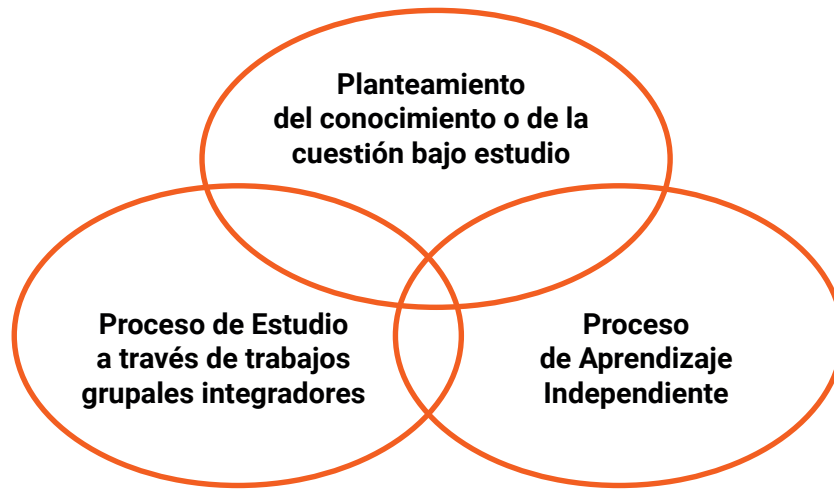 Planteamiento
del conocimiento o de la
cuestión bajo estudio
Proceso de Estudio
a través de trabajos
grupales integradores
Proceso
de Aprendizaje
Independiente